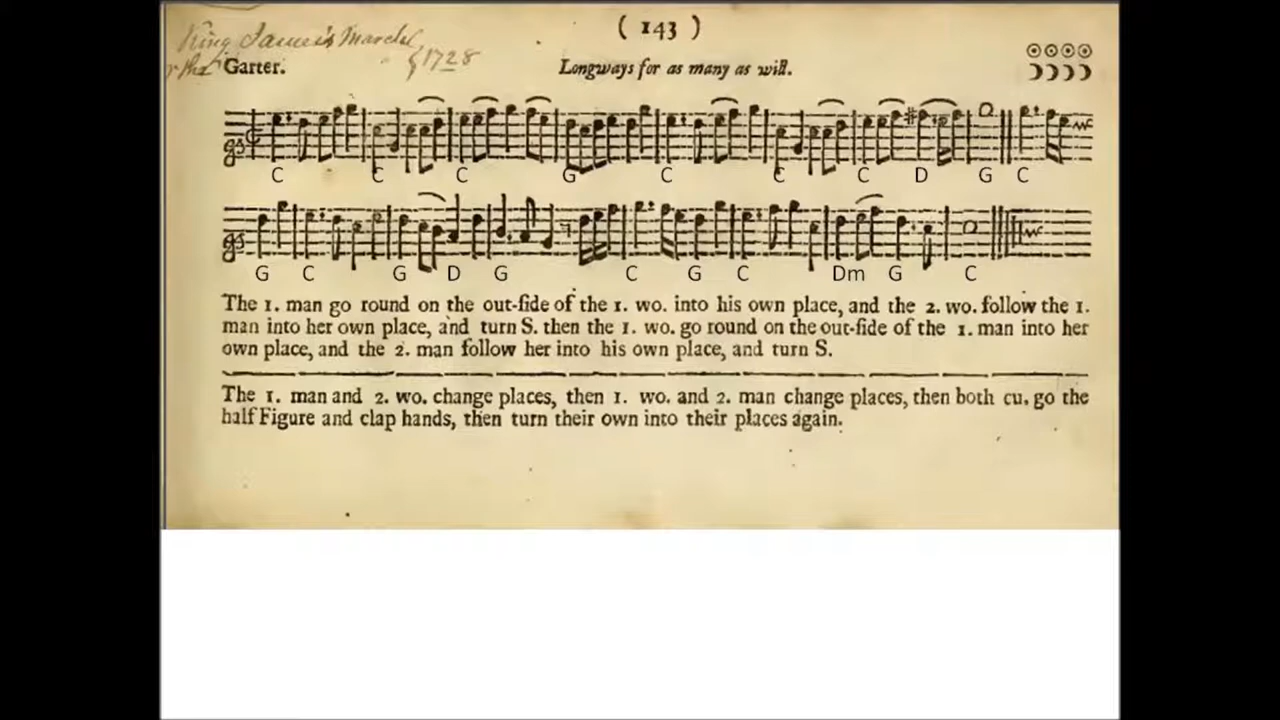 ( 143 )
King James's March
or the Garter. { 1728 Longways for as many as will.
C C C G C C C D G C
G C G D G C G C Dm G C
The 1. man go round on the out-ſide of the 1. wo. into his own place, and the 2. wo. follow the 1.
man into her own place, and turn S. then the 1. wo. go round on the out-ſide of the 1. man into her
own place, and the 2. man follow her into his own place, and turn S.
The 1. man and 2. wo. change places, then 1. wo. and 2. man change places, then both cu. go the
half Figure and clap hands, then turn their own into their places again.